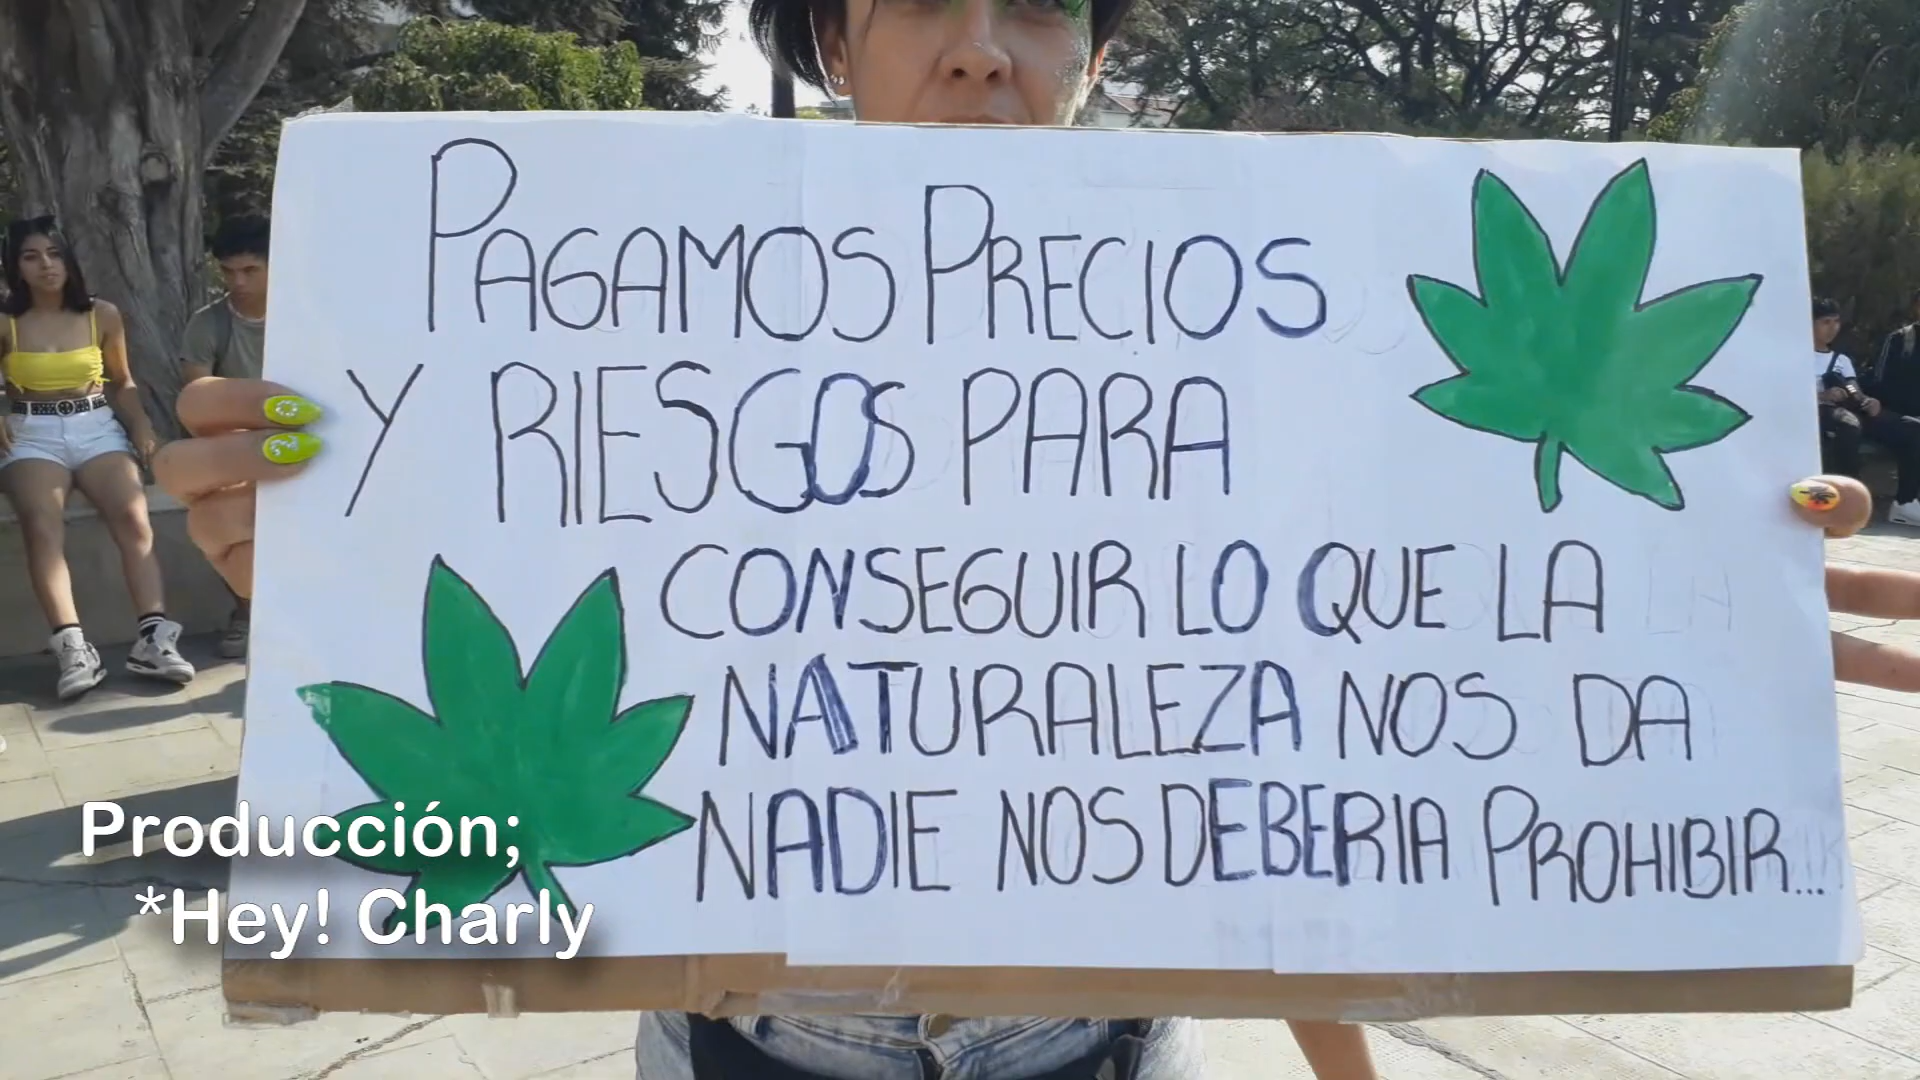 PAGAMOS PRECIOS
Y RIESGOS PARA
CONSEGUIR LO QUE LA
NATURALEZA NOS DA
NADIE NOS DEBERIA PROHIBIR...
Producción;
*Hey! Charly